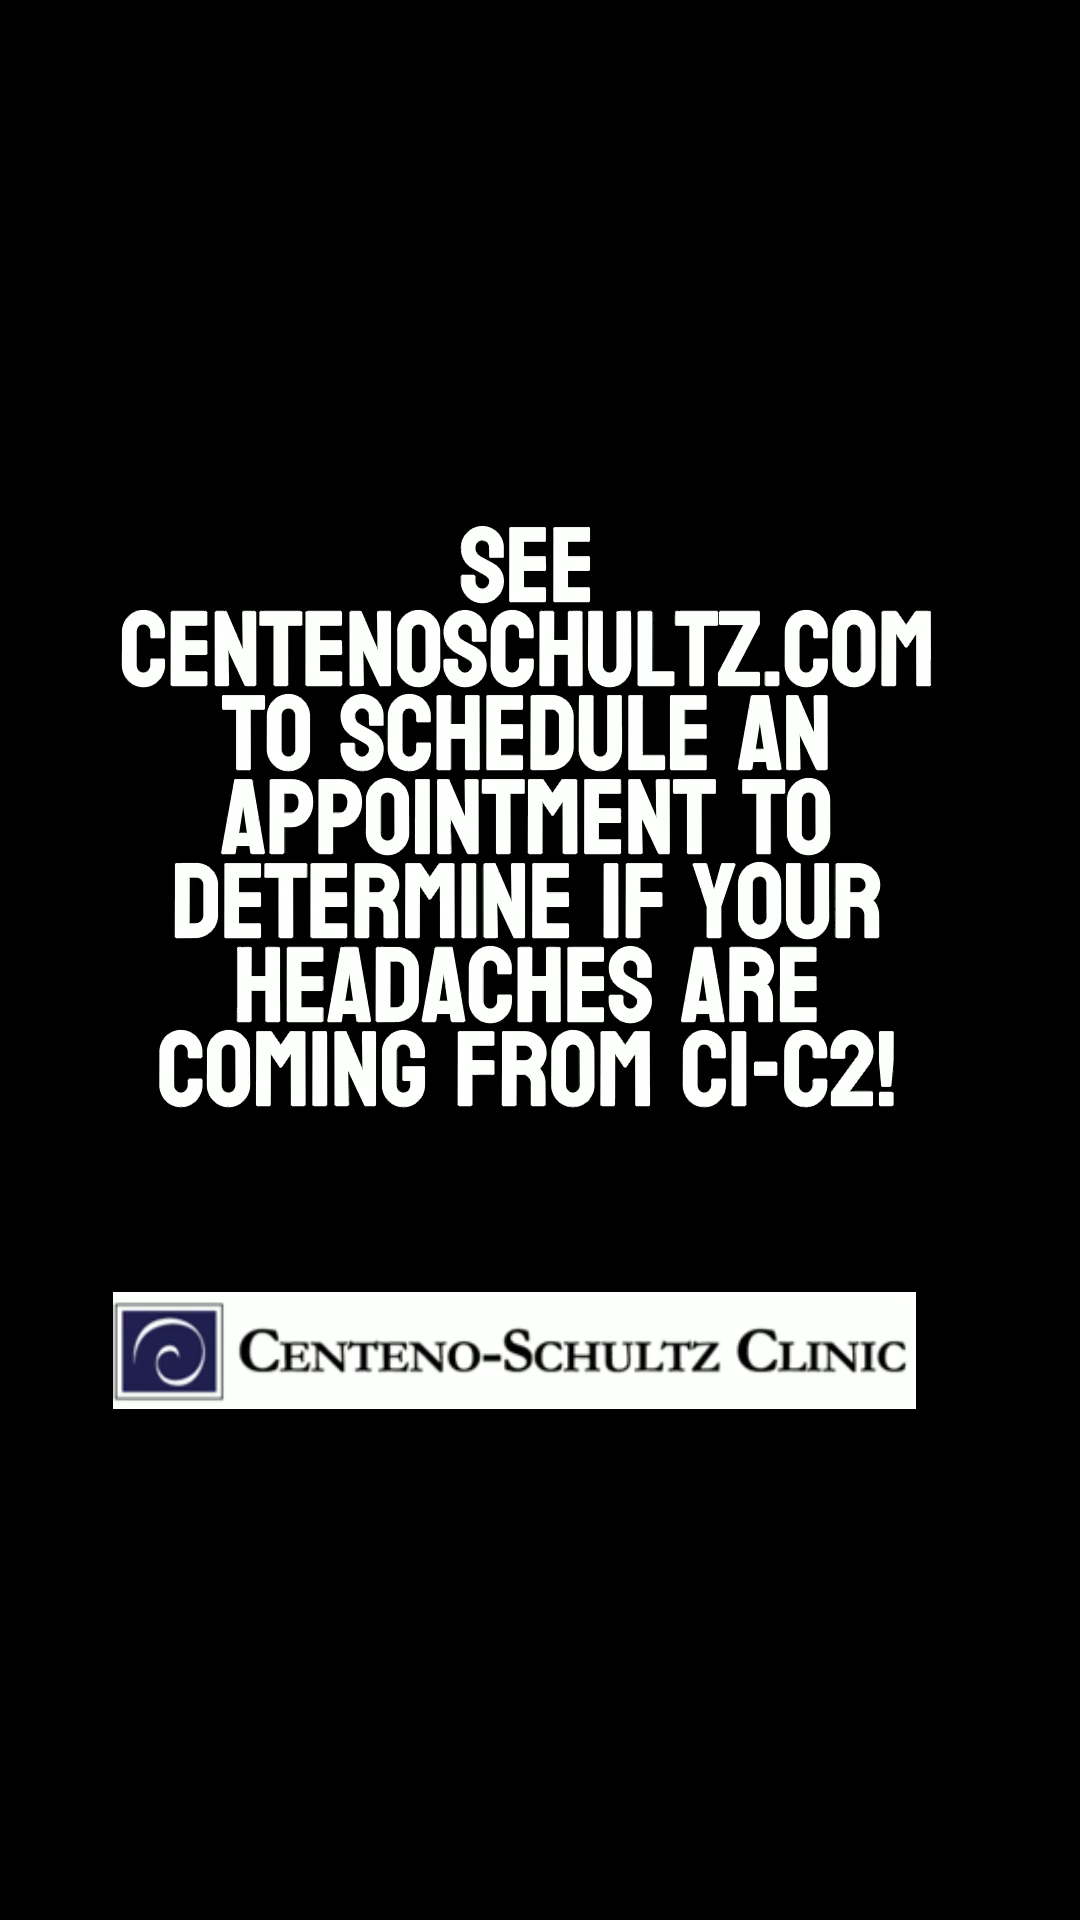 SEE
CENTENOSCHULTZ.COM
TO SCHEDULE AN
APPOINTMENT TO
DETERMINE IF YOUR
HEADACHES ARE
COMING FROM C1-C2!
CENTENO-SCHULTZ CLINIC